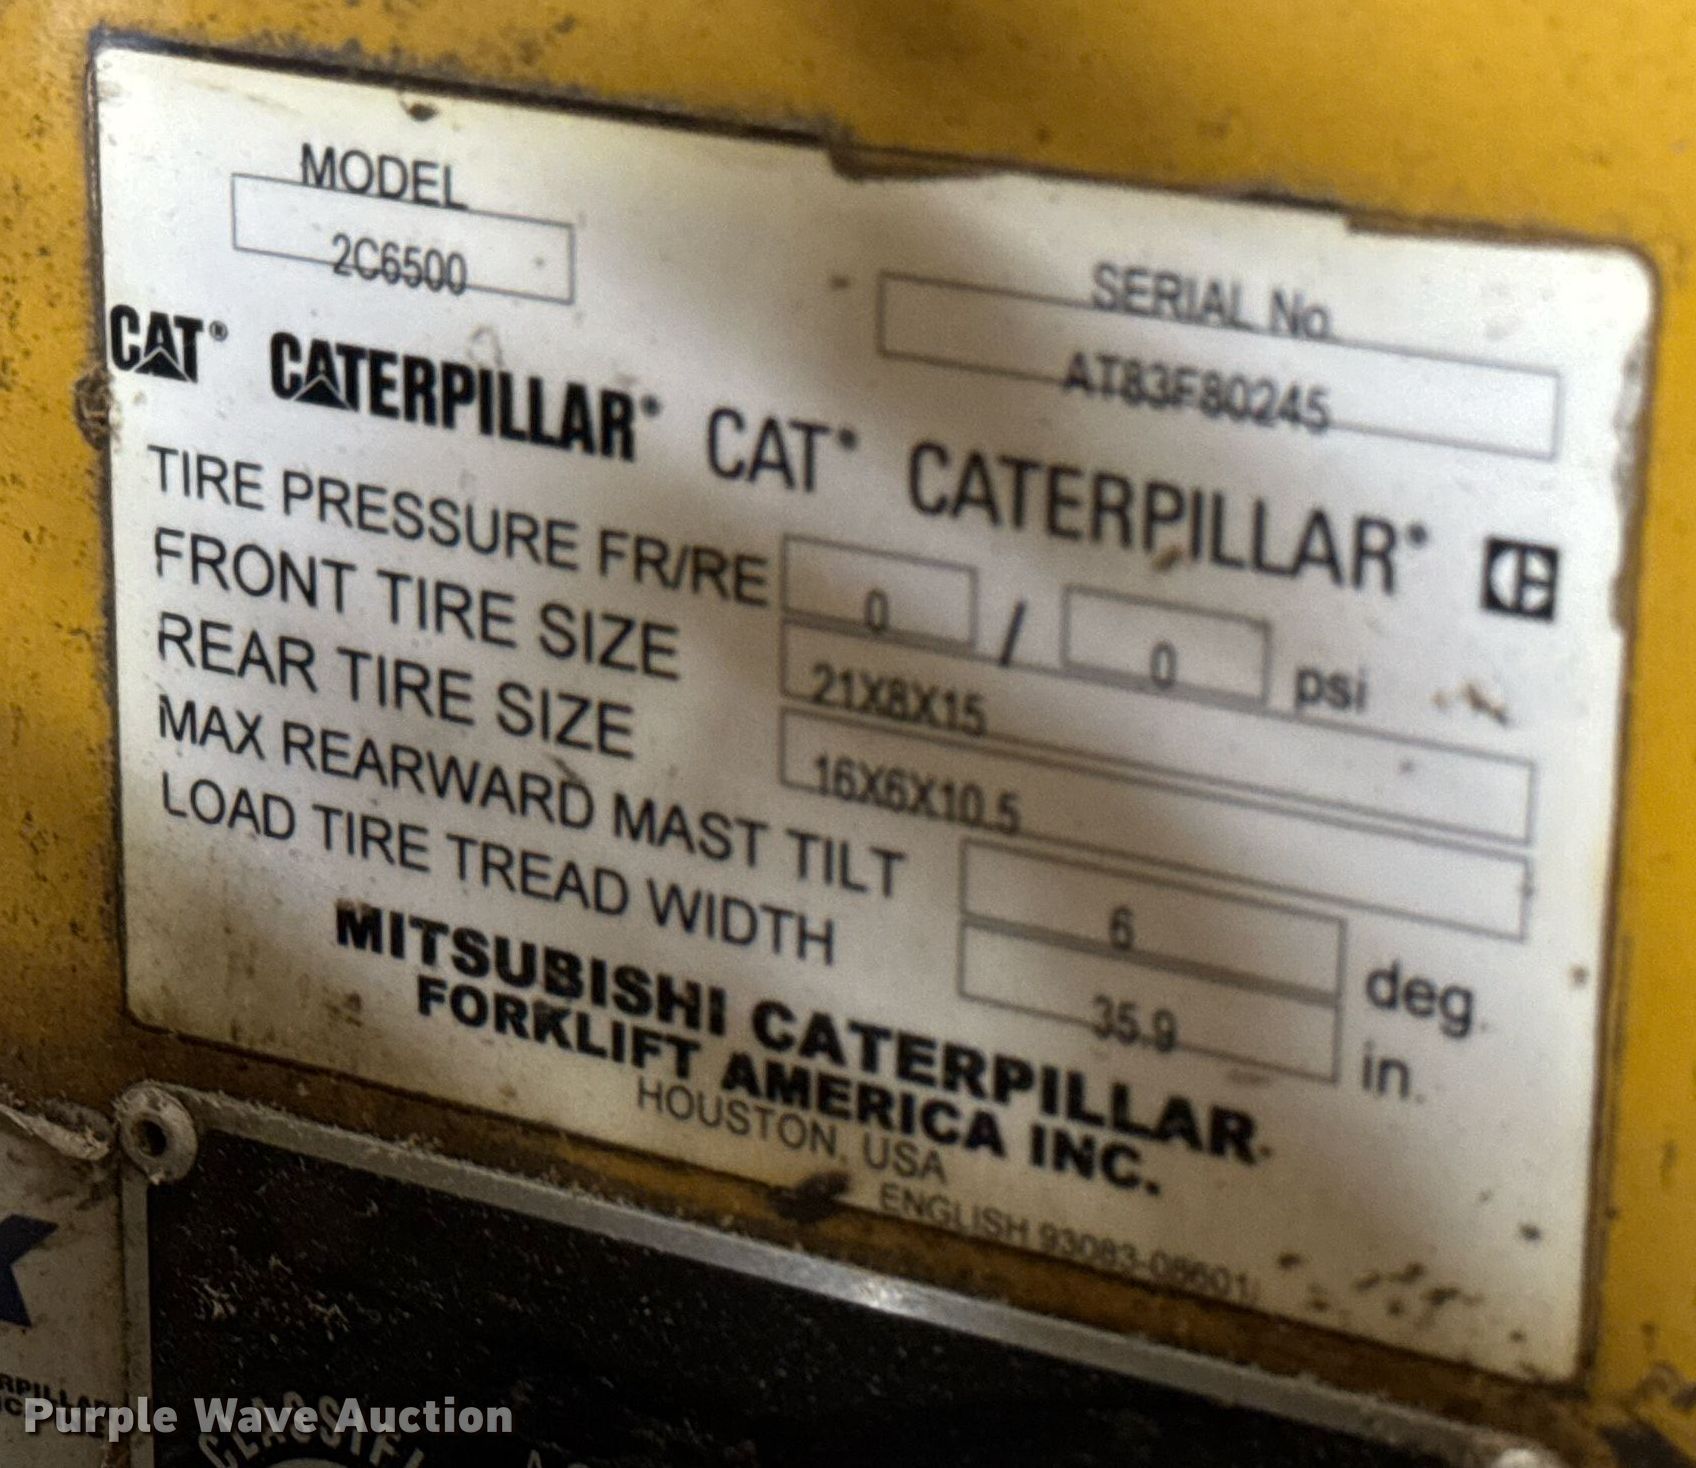 MODEL
2C6500
SERIAL No.
AT83F80245
CAT® CATERPILLAR® CAT® CATERPILLAR®
TIRE PRESSURE FR/RE 0 / 0 psi
FRONT TIRE SIZE 21X8X15
REAR TIRE SIZE 16X6X10.5
MAX REARWARD MAST TILT 6 deg.
LOAD TIRE TREAD WIDTH 35.9 in.
MITSUBISHI CATERPILLAR
FORKLIFT AMERICA INC.
HOUSTON, USA
ENGLISH 93083-08601
Purple Wave Auction